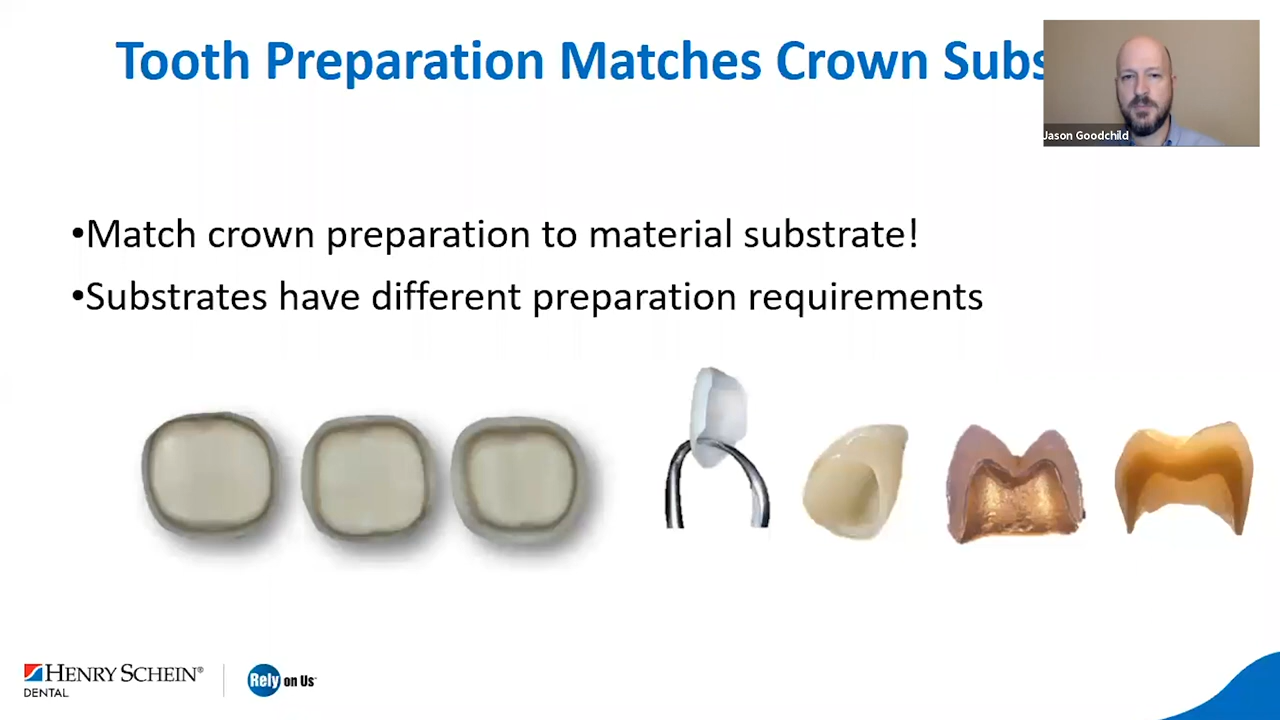 Tooth Preparation Matches Crown Subs
Jason Goodchild
•Match crown preparation to material substrate!
•Substrates have different preparation requirements
HENRY SCHEIN®
DENTAL
Rely on Us™